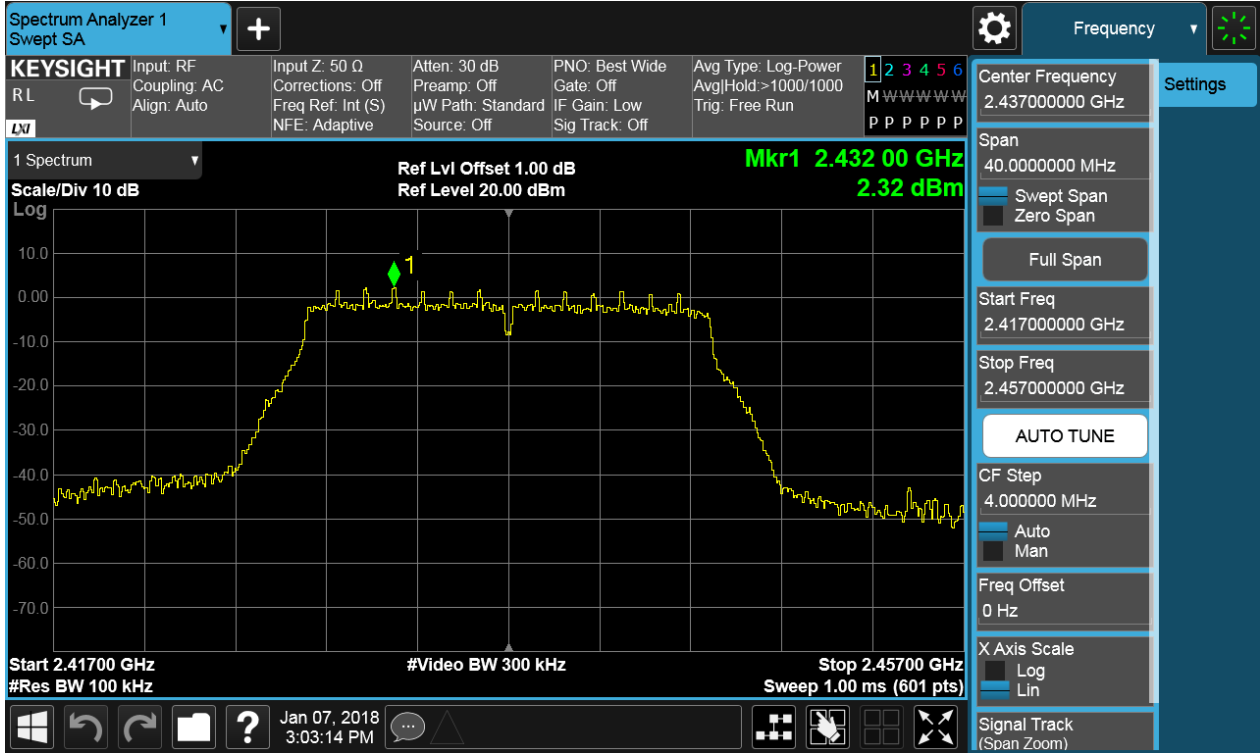 Spectrum Analyzer 1
Swept SA
+
Frequency
KEYSIGHT
RL
LXI
Input: RF
Coupling: AC
Align: Auto
Input Z: 50 Ω
Corrections: Off
Freq Ref: Int (S)
NFE: Adaptive
Atten: 30 dB
Preamp: Off
µW Path: Standard
Source: Off
PNO: Best Wide
Gate: Off
IF Gain: Low
Sig Track: Off
Avg Type: Log-Power
Avg|Hold:>1000/1000
Trig: Free Run
1 2 3 4 5 6
M W W W W W
P P P P P P
1 Spectrum
Scale/Div 10 dB
Log
Ref Lvl Offset 1.00 dB
Ref Level 20.00 dBm
Mkr1 2.432 00 GHz
2.32 dBm
1
10.0
0.00
-10.0
-20.0
-30.0
-40.0
-50.0
-60.0
-70.0
Start 2.41700 GHz
#Res BW 100 kHz
#Video BW 300 kHz
Stop 2.45700 GHz
Sweep 1.00 ms (601 pts)
Center Frequency
2.437000000 GHz
Span
40.0000000 MHz
Swept Span
Zero Span
Full Span
Start Freq
2.417000000 GHz
Stop Freq
2.457000000 GHz
AUTO TUNE
CF Step
4.000000 MHz
Auto
Man
Freq Offset
0 Hz
X Axis Scale
Log
Lin
Signal Track
(Span Zoom)
Settings
?
Jan 07, 2018
3:03:14 PM